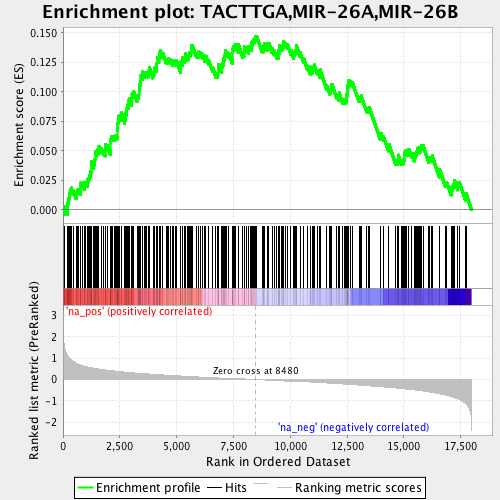 Enrichment plot: TACTTGA,MIR-26A,MIR-26B
Enrichment score (ES)
0.150
0.125
0.100
0.075
0.050
0.025
0.000
'na_pos' (positively correlated)
Ranked list metric (PreRanked)
3
2
1
0
-1
-2
Zero cross at 8480
'na_neg' (negatively correlated)
0
2,500
5,000
7,500
10,000
12,500
15,000
17,500
Rank in Ordered Dataset
Enrichment profile
Hits
Ranking metric scores